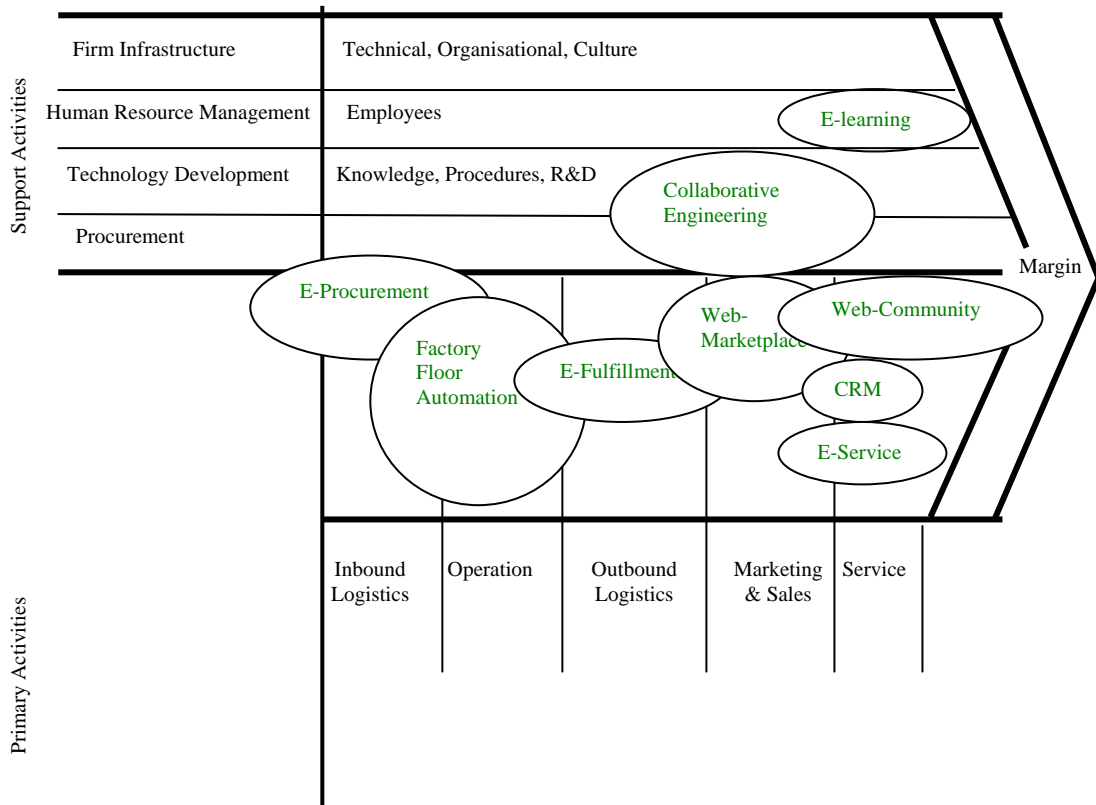 Support Activities
Firm Infrastructure
Technical, Organisational, Culture
Human Resource Management
Employees
E-learning
Technology Development
Knowledge, Procedures, R&D
Collaborative
Engineering
Procurement
Margin
E-Procurement
Factory
Floor
Automation
E-Fulfillment
Web-
Marketplace
Web-Community
CRM
E-Service
Primary Activities
Inbound
Logistics
Operation
Outbound
Logistics
Marketing
& Sales
Service